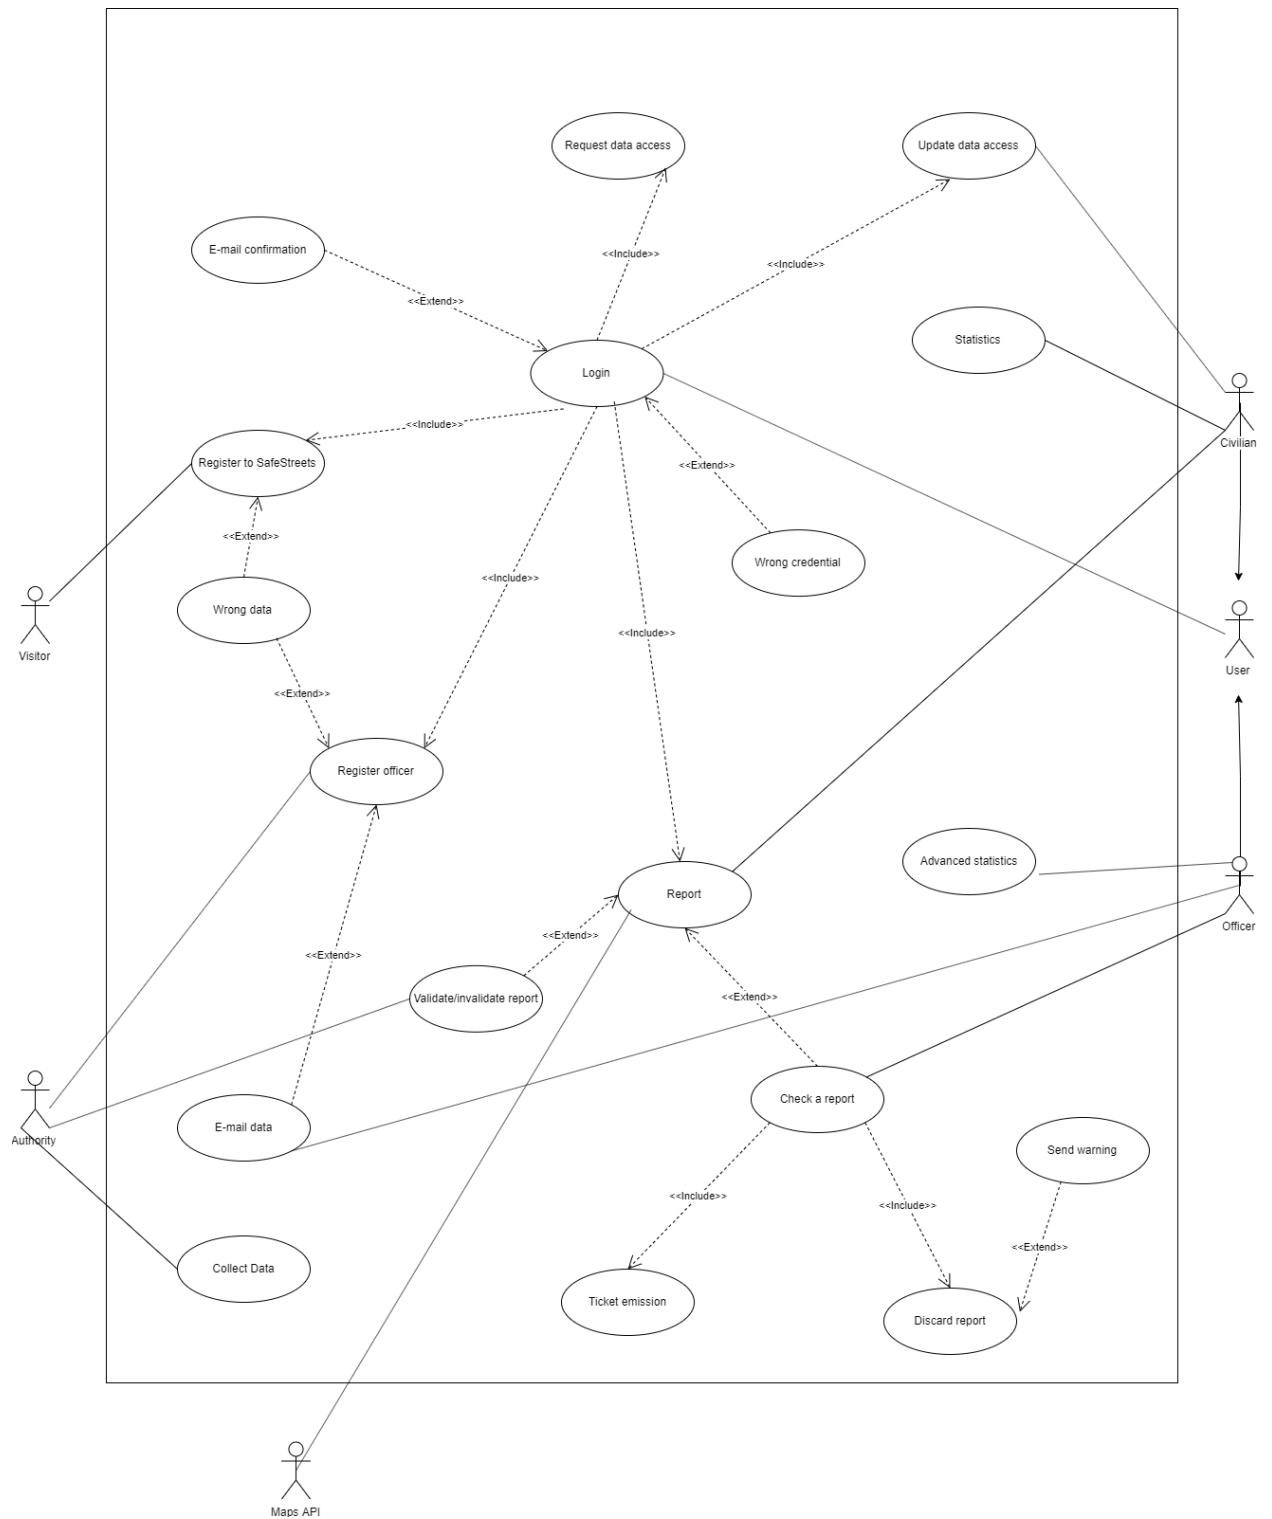 Request data access
Update data access
E-mail confirmation
<<Include>>
<<Include>>
<<Extend>>
Statistics
Login
<<Include>>
Civilian
Register to SafeStreets
<<Extend>>
<<Extend>>
Wrong credential
<<Include>>
Wrong data
<<Include>>
Visitor
User
<<Extend>>
Register officer
Advanced statistics
Report
Officer
<<Extend>>
<<Extend>>
<<Extend>>
Validate/invalidate report
Check a report
E-mail data
Authority
Send warning
<<Include>>
<<Include>>
<<Extend>>
Collect Data
Ticket emission
Discard report
Maps API